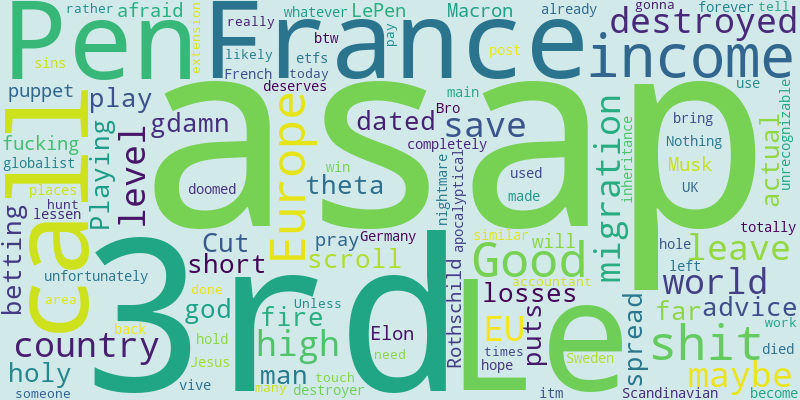 rather
afraid
extension
really
whatever
LePen
Macron
already
gonna
forever
tell
Pen
France
destroyed
income
sins
likely
btw
etfs
pay
post
French
today
deserves
puppet
play
asap
Europe
dated
save
main
Bro
migration
inheritance
bring
use
unrecognizable
actual
call
Playing
level
gdamn
fucking
globalist
completely
Nothing
Musk
UK
places
hunt
lessen
doomed
win
theta
nightmare
apocalyptical
used
made
betting
Cut
pray
Germany
similar
will
hole
left
totally
leave
short
scroll
Good
accountant
world
unfortunately
3rd
Le
area
done
god
Unless
Rothschild
losses
puts
spread
far
advice
fire
Elon
EU
times
hope
work
back
country
hold
high
need
Sweden
shit
died
holy
Jesus
man
touch
maybe
someone
vive
many
destroyer
itm
Scandinavian
become